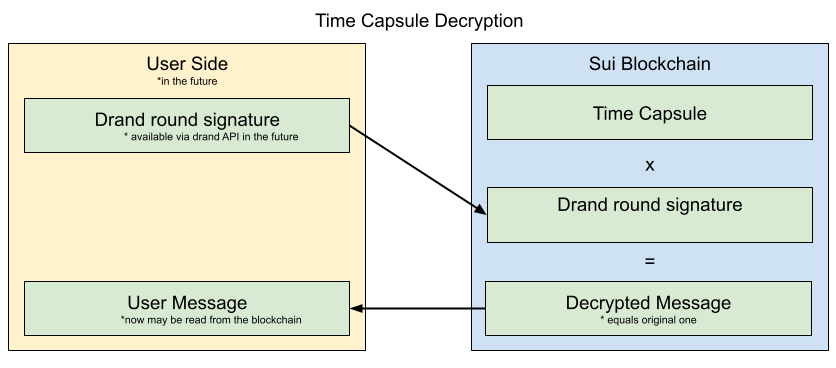 Time Capsule Decryption
User Side
*in the future
Drand round signature
* available via drand API in the future
User Message
*now may be read from the blockchain
Sui Blockchain
Time Capsule
x
Drand round signature
=
Decrypted Message
* equals original one